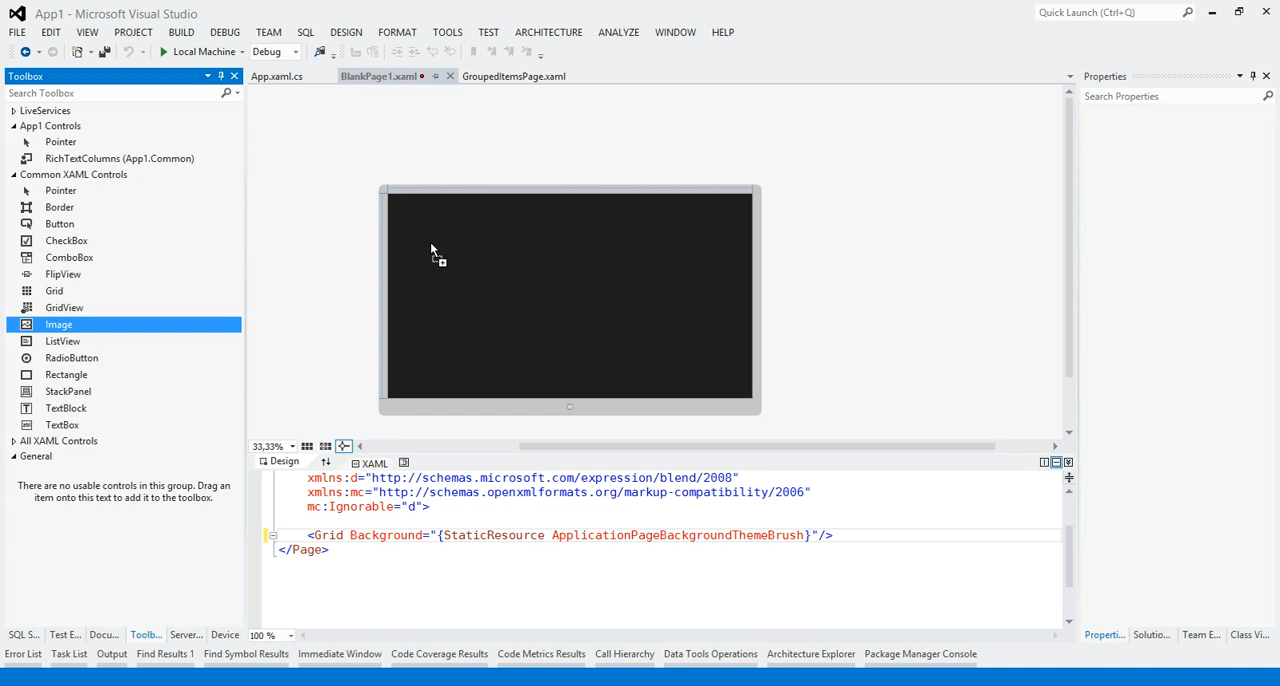 App1 - Microsoft Visual Studio
Quick Launch (Ctrl+Q)
FILE EDIT VIEW PROJECT BUILD DEBUG TEAM SQL DESIGN FORMAT TOOLS TEST ARCHITECTURE ANALYZE WINDOW HELP
Local Machine Debug
Toolbox
App.xaml.cs BlankPage1.xaml GroupedItemsPage.xaml
Properties
Search Toolbox
Search Properties
LiveServices
App1 Controls
Pointer
RichTextColumns (App1.Common)
Common XAML Controls
Pointer
Border
Button
CheckBox
ComboBox
FlipView
Grid
GridView
Image
ListView
RadioButton
Rectangle
StackPanel
TextBlock
TextBox
All XAML Controls
General
There are no usable controls in this group. Drag an
item onto this text to add it to the toolbox.
33,33%
Design XAML
xmlns:d="http://schemas.microsoft.com/expression/blend/2008"
xmlns:mc="http://schemas.openxmlformats.org/markup-compatibility/2006"
mc:Ignorable="d">
<Grid Background="{StaticResource ApplicationPageBackgroundThemeBrush}"/>
</Page>
100 %
SQL S... Test E... Docu... Toolb... Server... Device
Properti... Solutio... Team E... Class Vi...
Error List Task List Output Find Results 1 Find Symbol Results Immediate Window Code Coverage Results Code Metrics Results Call Hierarchy Data Tools Operations Architecture Explorer Package Manager Console